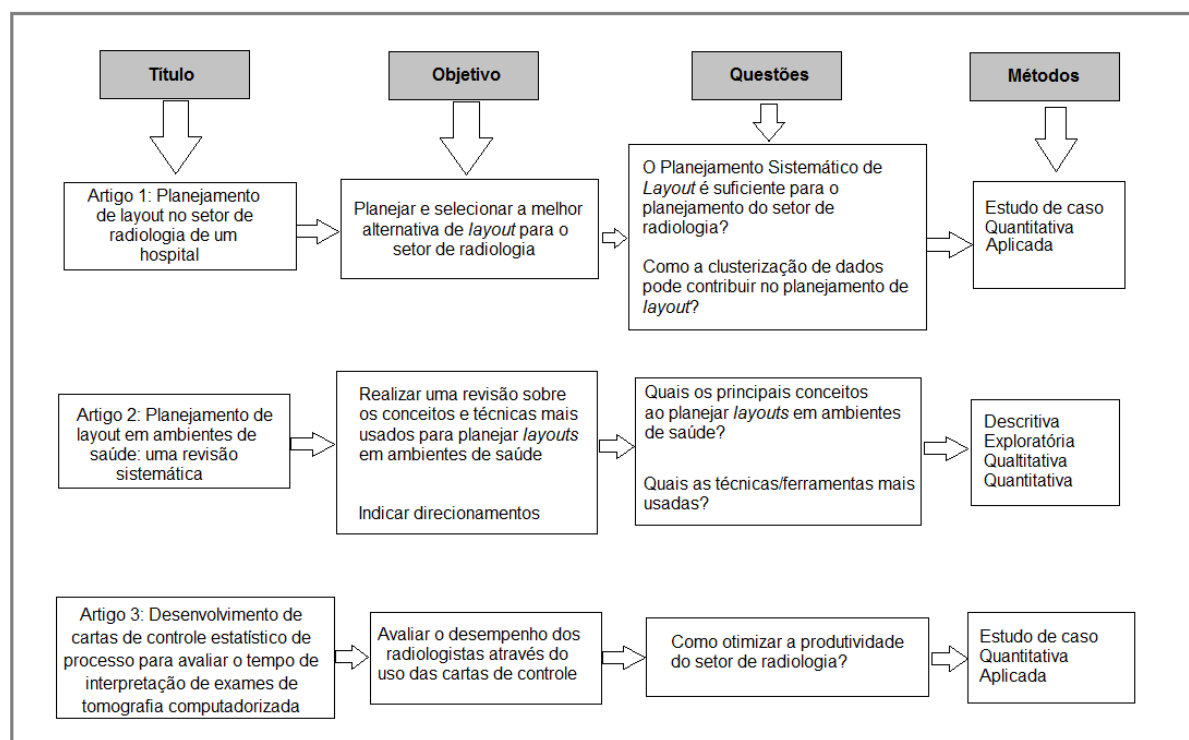 Título
Objetivo
Questões
Métodos
Artigo 1: Planejamento
de layout no setor de
radiologia de um
hospital
Planejar e selecionar a melhor
alternativa de layout para o
setor de radiologia
O Planejamento Sistemático de
Layout é suficiente para o
planejamento do setor de
radiologia?
Como a clusterização de dados
pode contribuir no planejamento de
layout?
Estudo de caso
Quantitativa
Aplicada
Artigo 2: Planejamento de
layout em ambientes de
saúde: uma revisão
sistemática
Realizar uma revisão sobre
os conceitos e técnicas mais
usados para planejar layouts
em ambientes de saúde
Indicar direcionamentos
Quais os principais conceitos
ao planejar layouts em ambientes
de saúde?
Quais as técnicas/ferramentas mais
usadas?
Descritiva
Exploratória
Qualtitativa
Quantitativa
Artigo 3: Desenvolvimento de
cartas de controle estatístico de
processo para avaliar o tempo de
interpretação de exames de
tomografia computadorizada
Avaliar o desempenho dos
radiologistas através do
uso das cartas de controle
Como otimizar a produtividade
do setor de radiologia?
Estudo de caso
Quantitativa
Aplicada